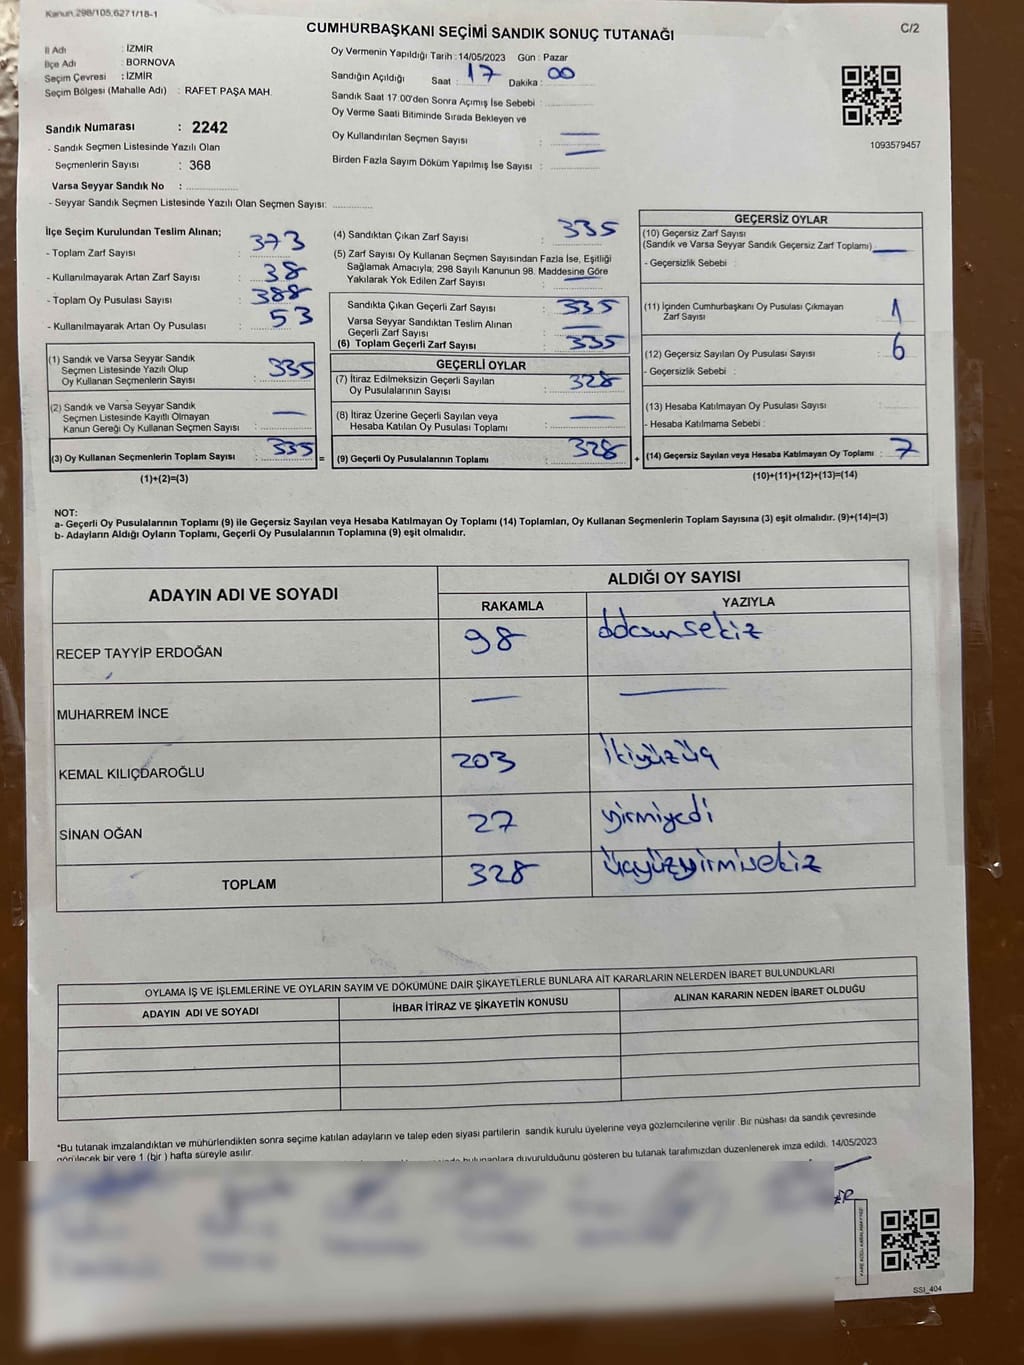 Kanun 298/105,6271/18-1
CUMHURBAŞKANI SEÇİMİ SANDIK SONUÇ TUTANAĞI
C/2
İl Adı : İZMİR
İlçe Adı : BORNOVA
Seçim Çevresi : İZMİR
Seçim Bölgesi (Mahalle Adı) : RAFET PAŞA MAH.
Oy Vermenin Yapıldığı Tarih : 14/05/2023 Gün : Pazar
Sandığın Açıldığı Saat : 17 Dakika : 00
Sandık Saat 17.00'den Sonra Açımış İse Sebebi :
Oy Verme Saati Bitiminde Sırada Bekleyen ve
Oy Kullandırılan Seçmen Sayısı : —
Birden Fazla Sayım Döküm Yapılmış İse Sayısı : —
1093579457
Sandık Numarası : 2242
- Sandık Seçmen Listesinde Yazılı Olan
Seçmenlerin Sayısı : 368
Varsa Seyyar Sandık No :
- Seyyar Sandık Seçmen Listesinde Yazılı Olan Seçmen Sayısı:
İlçe Seçim Kurulundan Teslim Alınan;
- Toplam Zarf Sayısı : 373
- Kullanılmayarak Artan Zarf Sayısı : 38
- Toplam Oy Pusulası Sayısı : 388
- Kullanılmayarak Artan Oy Pusulası : 53
(1) Sandık ve Varsa Seyyar Sandık
Seçmen Listesinde Yazılı Olup
Oy Kullanan Seçmenlerin Sayısı : 335
(2) Sandık ve Varsa Seyyar Sandık
Seçmen Listesinde Kayıtlı Olmayan
Kanun Gereği Oy Kullanan Seçmen Sayısı : —
(3) Oy Kullanan Seçmenlerin Toplam Sayısı : 335 =
(1)+(2)=(3)
(4) Sandıktan Çıkan Zarf Sayısı : 335
(5) Zarf Sayısı Oy Kullanan Seçmen Sayısından Fazla İse, Eşitliği
Sağlamak Amacıyla; 298 Sayılı Kanunun 98. Maddesine Göre
Yakılarak Yok Edilen Zarf Sayısı : —
Sandıkta Çıkan Geçerli Zarf Sayısı : 335
Varsa Seyyar Sandıktan Teslim Alınan
Geçerli Zarf Sayısı : —
(6) Toplam Geçerli Zarf Sayısı : 335
GEÇERLİ OYLAR
(7) İtiraz Edilmeksizin Geçerli Sayılan
Oy Pusulalarının Sayısı : 328
(8) İtiraz Üzerine Geçerli Sayılan veya
Hesaba Katılan Oy Pusulası Toplamı : —
(9) Geçerli Oy Pusulalarının Toplamı : 328 +
GEÇERSİZ OYLAR
(10) Geçersiz Zarf Sayısı
(Sandık ve Varsa Seyyar Sandık Geçersiz Zarf Toplamı) —
- Geçersizlik Sebebi :
(11) İçinden Cumhurbaşkanı Oy Pusulası Çıkmayan
Zarf Sayısı : 1
(12) Geçersiz Sayılan Oy Pusulası Sayısı : 6
- Geçersizlik Sebebi :
(13) Hesaba Katılmayan Oy Pusulası Sayısı :
- Hesaba Katılmama Sebebi :
(14) Geçersiz Sayılan veya Hesaba Katılmayan Oy Toplamı : 7
(10)+(11)+(12)+(13)=(14)
NOT:
a- Geçerli Oy Pusulalarının Toplamı (9) ile Geçersiz Sayılan veya Hesaba Katılmayan Oy Toplamı (14) Toplamları, Oy Kullanan Seçmenlerin Toplam Sayısına (3) eşit olmalıdır. (9)+(14)=(3)
b- Adayların Aldığı Oyların Toplamı, Geçerli Oy Pusulalarının Toplamına (9) eşit olmalıdır.
ADAYIN ADI VE SOYADI
ALDIĞI OY SAYISI
RAKAMLA YAZIYLA
RECEP TAYYİP ERDOĞAN 98 doksansekiz
MUHARREM İNCE — —
KEMAL KILIÇDAROĞLU 203 İkiyüzüç
SİNAN OĞAN 27 yirmiyedi
TOPLAM 328 üçyüzyirmisekiz
OYLAMA İŞ VE İŞLEMLERİNE VE OYLARIN SAYIM VE DÖKÜMÜNE DAİR ŞİKAYETLERLE BUNLARA AİT KARARLARIN NELERDEN İBARET BULUNDUKLARI
ADAYIN ADI VE SOYADI İHBAR İTİRAZ VE ŞİKAYETİN KONUSU ALINAN KARARIN NEDEN İBARET OLDUĞU
*Bu tutanak imzalandıktan ve mühürlendikten sonra seçime katılan adayların ve talep eden siyasi partilerin sandık kurulu üyelerine veya gözlemcilerine verilir. Bir nüshası da sandık çevresinde
görülecek bir yere 1 (bir ) hafta süreyle asılır.
bulunanlara duyurulduğunu gösteren bu tutanak tarafımızdan düzenlenerek imza edildi. 14/05/2023
SSİ_404